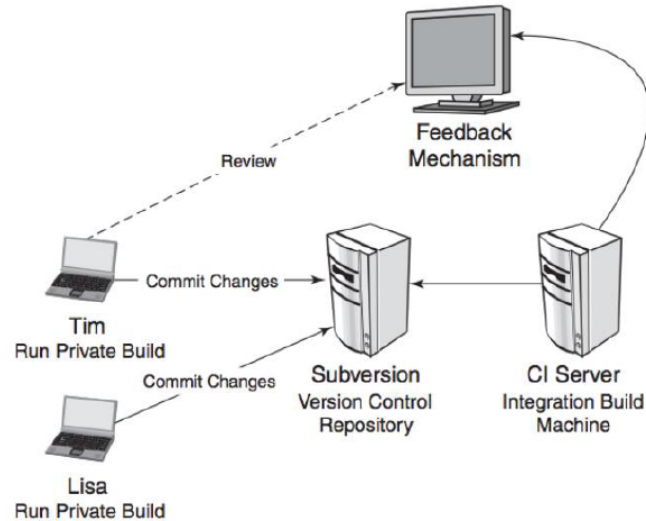 Feedback
Mechanism
Review
Commit Changes
Tim
Run Private Build
Commit Changes
Subversion
Version Control
Repository
CI Server
Integration Build
Machine
Lisa
Run Private Build